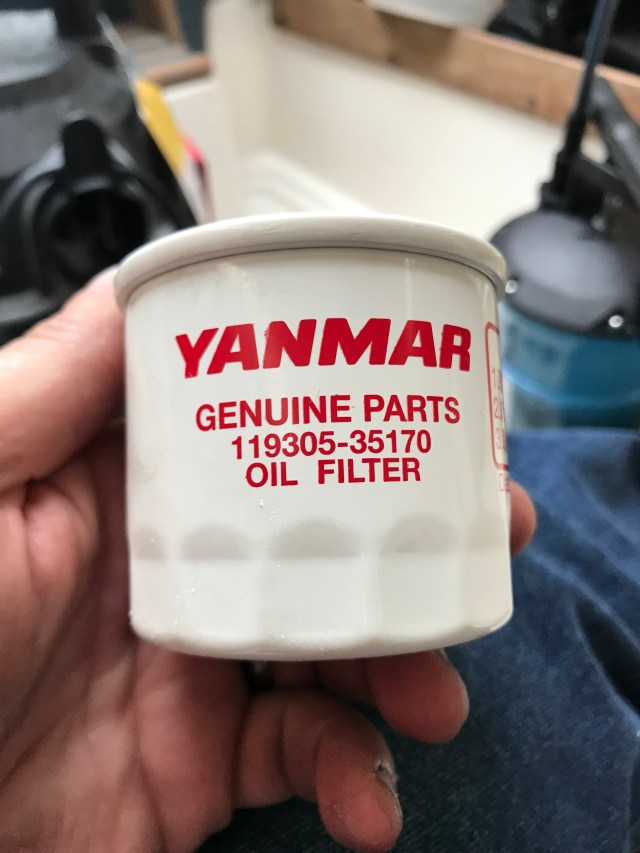 YANMAR
GENUINE PARTS
119305-35170
OIL FILTER